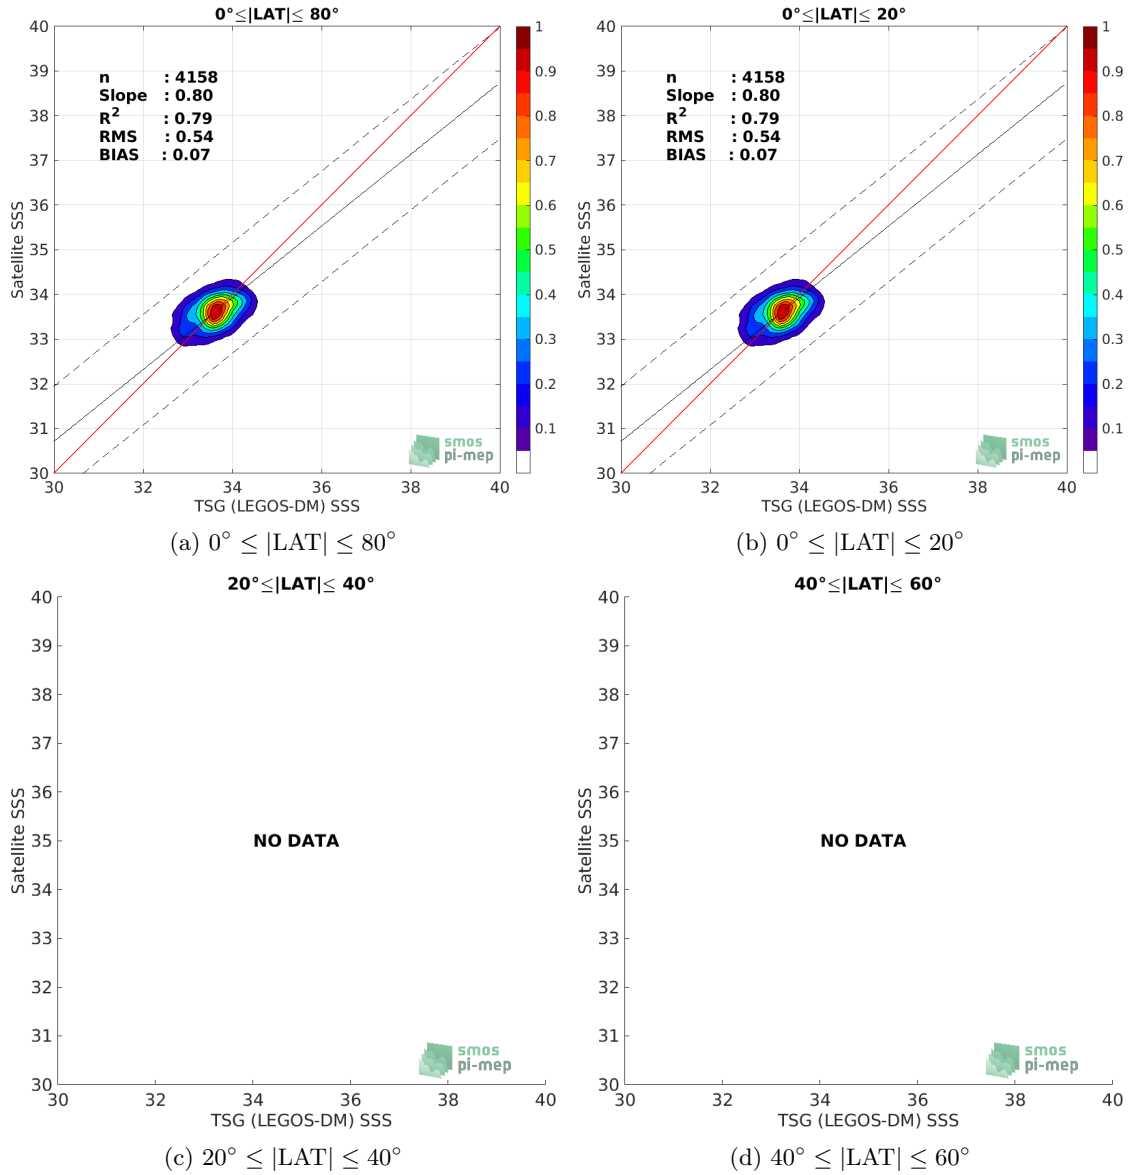 0°≤|LAT|≤ 80°
n : 4158
Slope : 0.80
R2 : 0.79
RMS : 0.54
BIAS : 0.07
40
39
38
37
36
35
34
33
32
31
30
Satellite SSS
30 32 34 36 38 40
TSG (LEGOS-DM) SSS
1
0.9
0.8
0.7
0.6
0.5
0.4
0.3
0.2
0.1
smos
pi-mep
(a) 0° ≤ |LAT| ≤ 80°
0°≤|LAT|≤ 20°
n : 4158
Slope : 0.80
R2 : 0.79
RMS : 0.54
BIAS : 0.07
40
39
38
37
36
35
34
33
32
31
30
Satellite SSS
30 32 34 36 38 40
TSG (LEGOS-DM) SSS
1
0.9
0.8
0.7
0.6
0.5
0.4
0.3
0.2
0.1
smos
pi-mep
(b) 0° ≤ |LAT| ≤ 20°
20°≤|LAT|≤ 40°
40
39
38
37
36
35
34
33
32
31
30
Satellite SSS
NO DATA
smos
pi-mep
30 32 34 36 38 40
TSG (LEGOS-DM) SSS
(c) 20° ≤ |LAT| ≤ 40°
40°≤|LAT|≤ 60°
40
39
38
37
36
35
34
33
32
31
30
Satellite SSS
NO DATA
smos
pi-mep
30 32 34 36 38 40
TSG (LEGOS-DM) SSS
(d) 40° ≤ |LAT| ≤ 60°